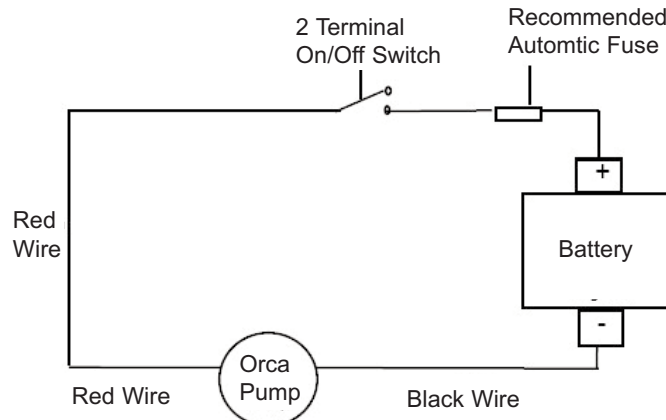 2 Terminal
On/Off Switch
Recommended
Automtic Fuse
+
Red
Wire
Battery
-
Orca
Pump
Red Wire
Black Wire